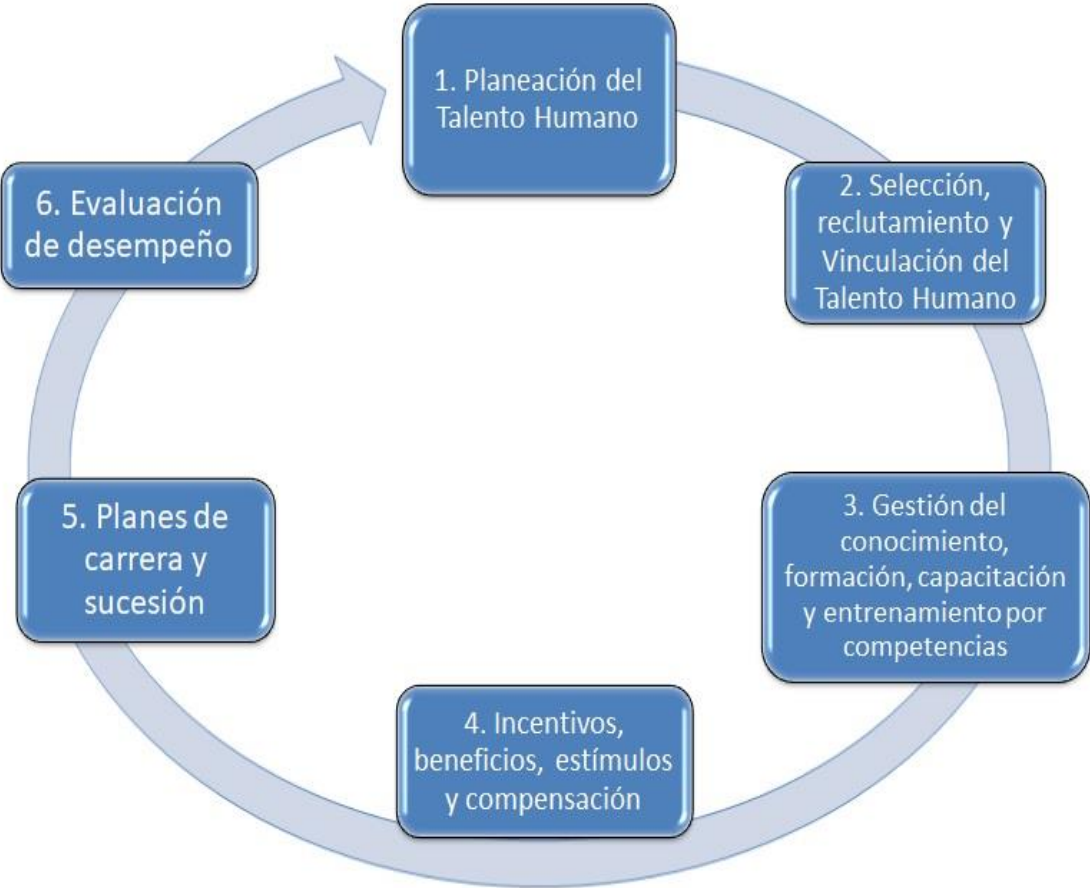 1. Planeación del
Talento Humano
2. Selección,
reclutamiento y
Vinculación del
Talento Humano
3. Gestión del
conocimiento,
formación, capacitación
y entrenamiento por
competencias
4. Incentivos,
beneficios, estímulos
y compensación
5. Planes de
carrera y
sucesión
6. Evaluación
de desempeño